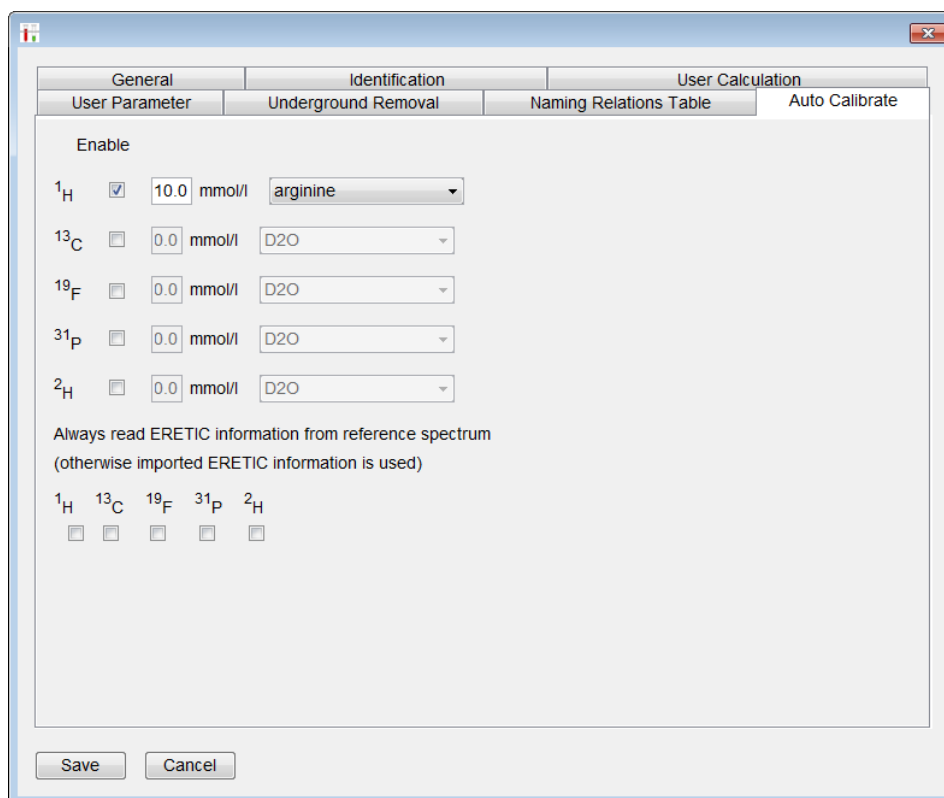 General Identification User Calculation
User Parameter Underground Removal Naming Relations Table Auto Calibrate
Enable
¹H 10.0 mmol/l arginine
¹³C 0.0 mmol/l D2O
¹⁹F 0.0 mmol/l D2O
³¹P 0.0 mmol/l D2O
²H 0.0 mmol/l D2O
Always read ERETIC information from reference spectrum
(otherwise imported ERETIC information is used)
¹H ¹³C ¹⁹F ³¹P ²H
Save Cancel